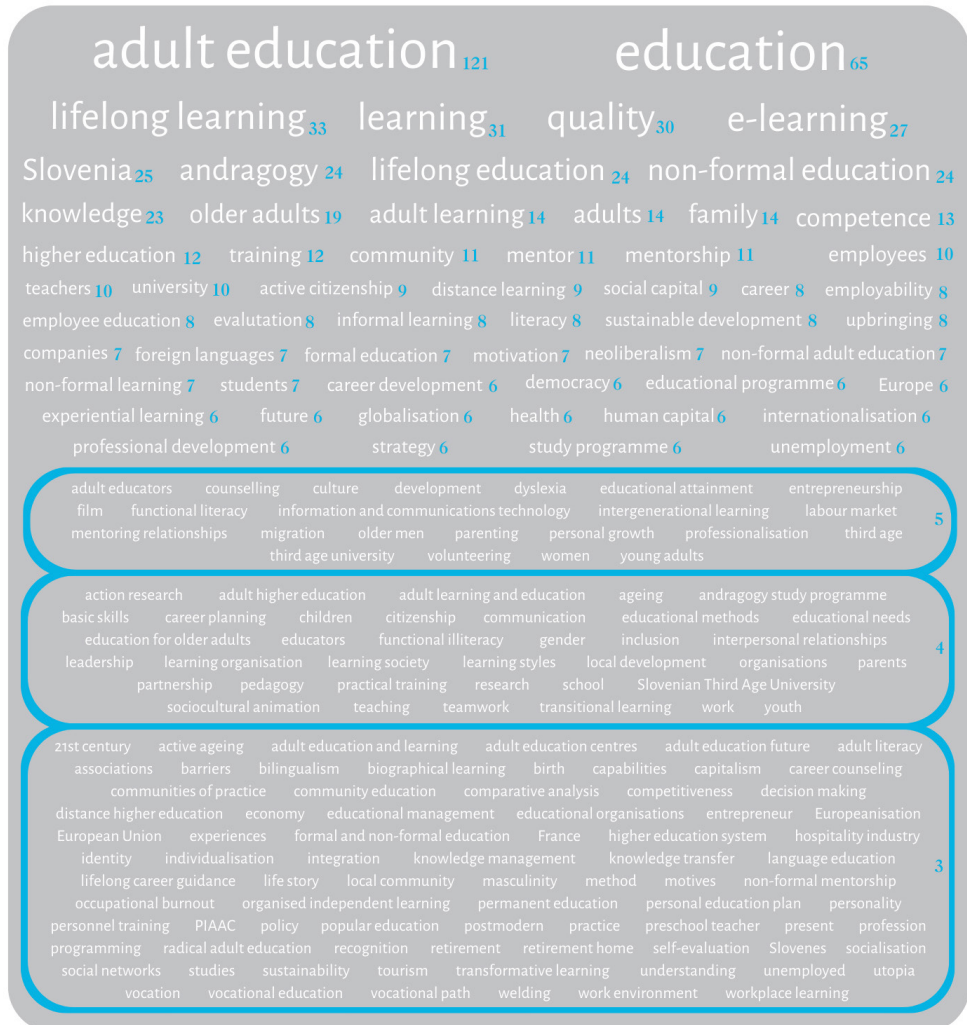 adult education 121 education 65
lifelong learning 33 learning 31 quality 30 e-learning 27
Slovenia 25 andragogy 24 lifelong education 24 non-formal education 24
knowledge 23 older adults 19 adult learning 14 adults 14 family 14 competence 13
higher education 12 training 12 community 11 mentor 11 mentorship 11 employees 10
teachers 10 university 10 active citizenship 9 distance learning 9 social capital 9 career 8 employability 8
employee education 8 evalutation 8 informal learning 8 literacy 8 sustainable development 8 upbringing 8
companies 7 foreign languages 7 formal education 7 motivation 7 neoliberalism 7 non-formal adult education 7
non-formal learning 7 students 7 career development 6 democracy 6 educational programme 6 Europe 6
experiential learning 6 future 6 globalisation 6 health 6 human capital 6 internationalisation 6
professional development 6 strategy 6 study programme 6 unemployment 6
adult educators counselling culture development dyslexia educational attainment entrepreneurship
film functional literacy information and communications technology intergenerational learning labour market
5
mentoring relationships migration older men parenting personal growth professionalisation third age
third age university volunteering women young adults
action research adult higher education adult learning and education ageing andragogy study programme
basic skills career planning children citizenship communication educational methods educational needs
education for older adults educators functional illiteracy gender inclusion interpersonal relationships
4
leadership learning organisation learning society learning styles local development organisations parents
partnership pedagogy practical training research school Slovenian Third Age University
sociocultural animation teaching teamwork transitional learning work youth
21st century active ageing adult education and learning adult education centres adult education future adult literacy
associations barriers bilingualism biographical learning birth capabilities capitalism career counseling
communities of practice community education comparative analysis competitiveness decision making
distance higher education economy educational management educational organisations entrepreneur Europeanisation
European Union experiences formal and non-formal education France higher education system hospitality industry
identity individualisation integration knowledge management knowledge transfer language education
3
lifelong career guidance life story local community masculinity method motives non-formal mentorship
occupational burnout organised independent learning permanent education personal education plan personality
personnel training PIAAC policy popular education postmodern practice preschool teacher present profession
programming radical adult education recognition retirement retirement home self-evaluation Slovenes socialisation
social networks studies sustainability tourism transformative learning understanding unemployed utopia
vocation vocational education vocational path welding work environment workplace learning